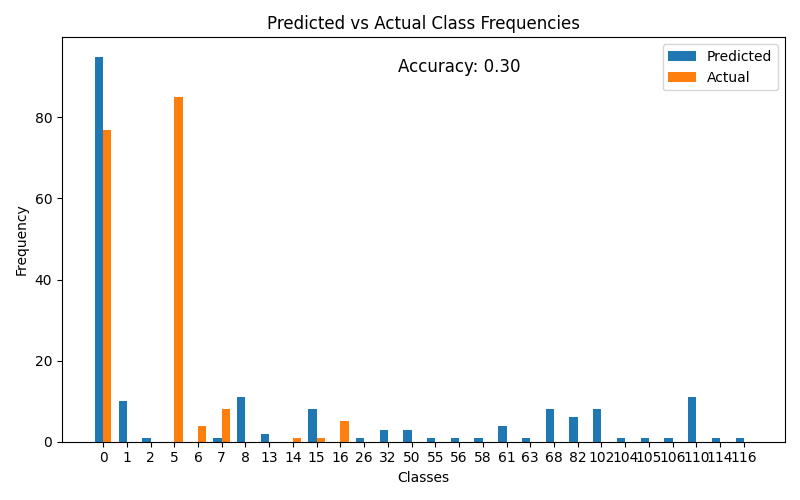 Predicted vs Actual Class Frequencies
Accuracy: 0.30
Predicted
Actual
Frequency
80
60
40
20
0
0 1 2 5 6 7 8 13 14 15 16 26 32 50 55 56 58 61 63 68 82 102 104 105 106 110 114 116
Classes